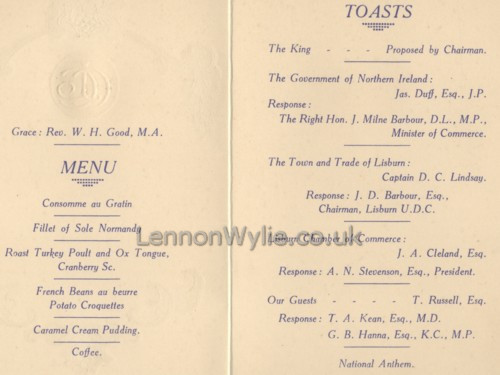 Grace: Rev. W. H. Good, M.A.
MENU
Consomme au Gratin
Fillet of Sole Normandy
Roast Turkey Poult and Ox Tongue,
Cranberry Sc.
French Beans au beurre
Potato Croquettes
Caramel Cream Pudding.
Coffee.
TOASTS
The King - - - Proposed by Chairman.
The Government of Northern Ireland:
Jas. Duff, Esq., J.P.
Response:
The Right Hon. J. Milne Barbour, D.L., M.P.,
Minister of Commerce.
The Town and Trade of Lisburn:
Captain D. C. Lindsay.
Response: J. D. Barbour, Esq.,
Chairman, Lisburn U.D.C.
Lisburn Chamber of Commerce:
J. A. Cleland, Esq.
Response: A. N. Stevenson, Esq., President.
Our Guests - - - - T. Russell, Esq.
Response: T. A. Kean, Esq., M.D.
G. B. Hanna, Esq., K.C., M.P.
National Anthem.
LennonWylie.co.uk